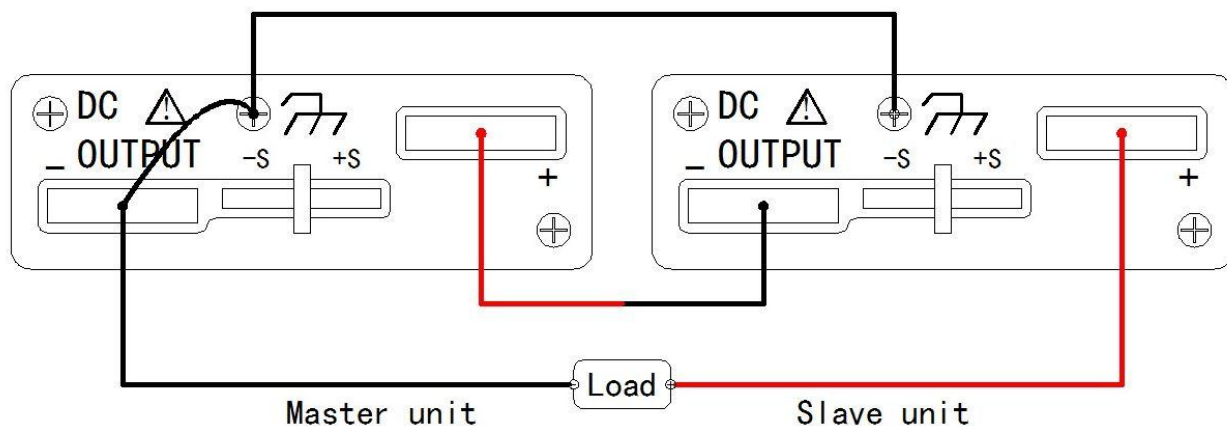 DC
_ OUTPUT
-S +S
+
DC
_ OUTPUT
-S +S
+
Load
Master unit
Slave unit